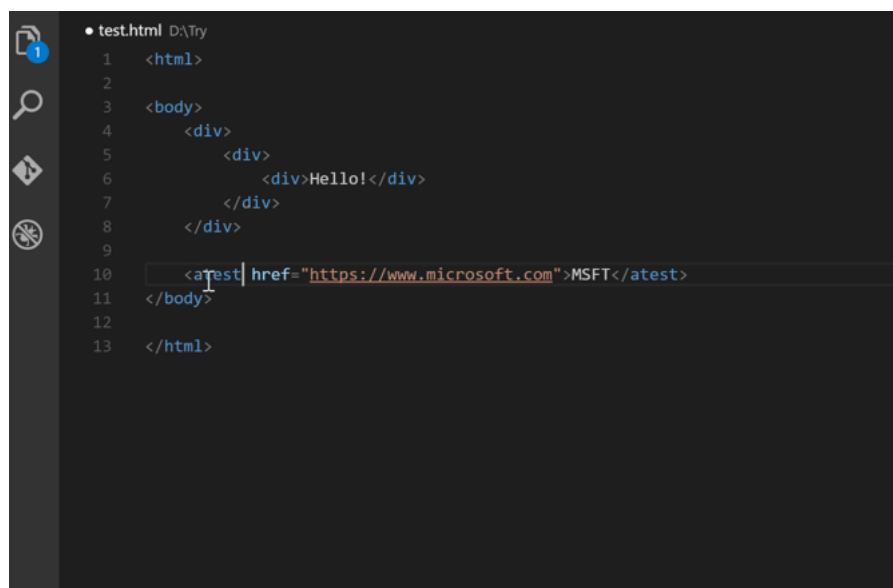 1
● test.html D:\Try
1 <html>
2
3 <body>
4     <div>
5         <div>
6             <div>Hello!</div>
7         </div>
8     </div>
9
10     <atest href="https://www.microsoft.com">MSFT</atest>
11 </body>
12
13 </html>